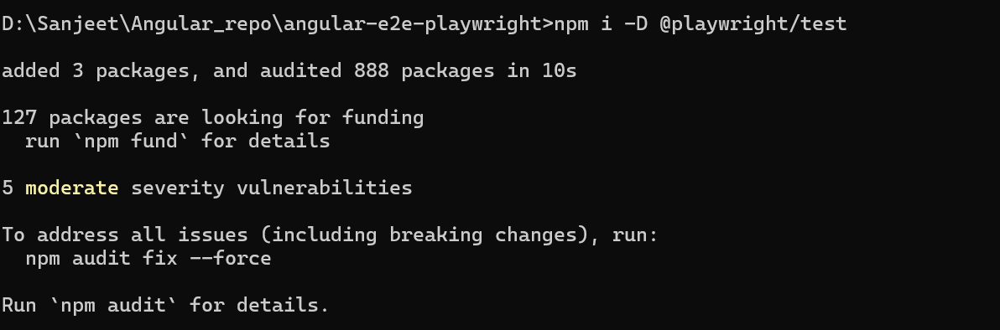 D:\Sanjeet\Angular_repo\angular-e2e-playwright>npm i -D @playwright/test
added 3 packages, and audited 888 packages in 10s
127 packages are looking for funding
  run `npm fund` for details
5 moderate severity vulnerabilities
To address all issues (including breaking changes), run:
  npm audit fix --force
Run `npm audit` for details.